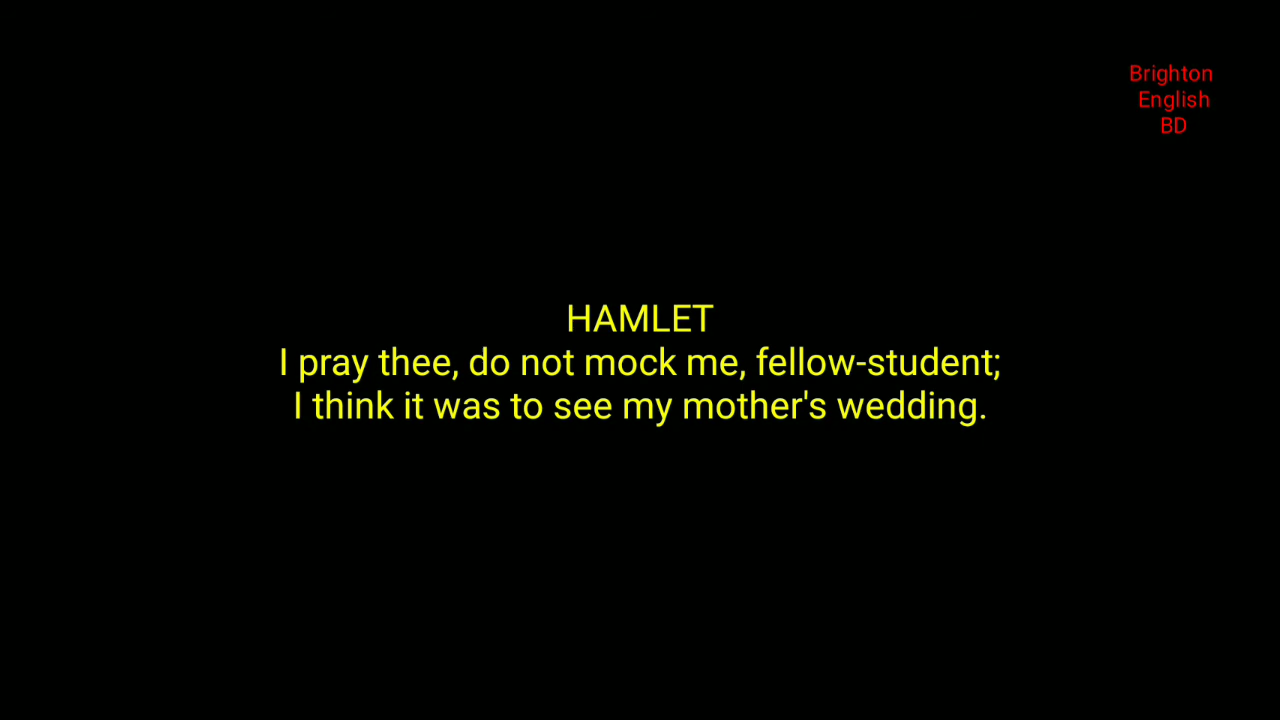 Brighton
English
BD
HAMLET
I pray thee, do not mock me, fellow-student;
I think it was to see my mother's wedding.